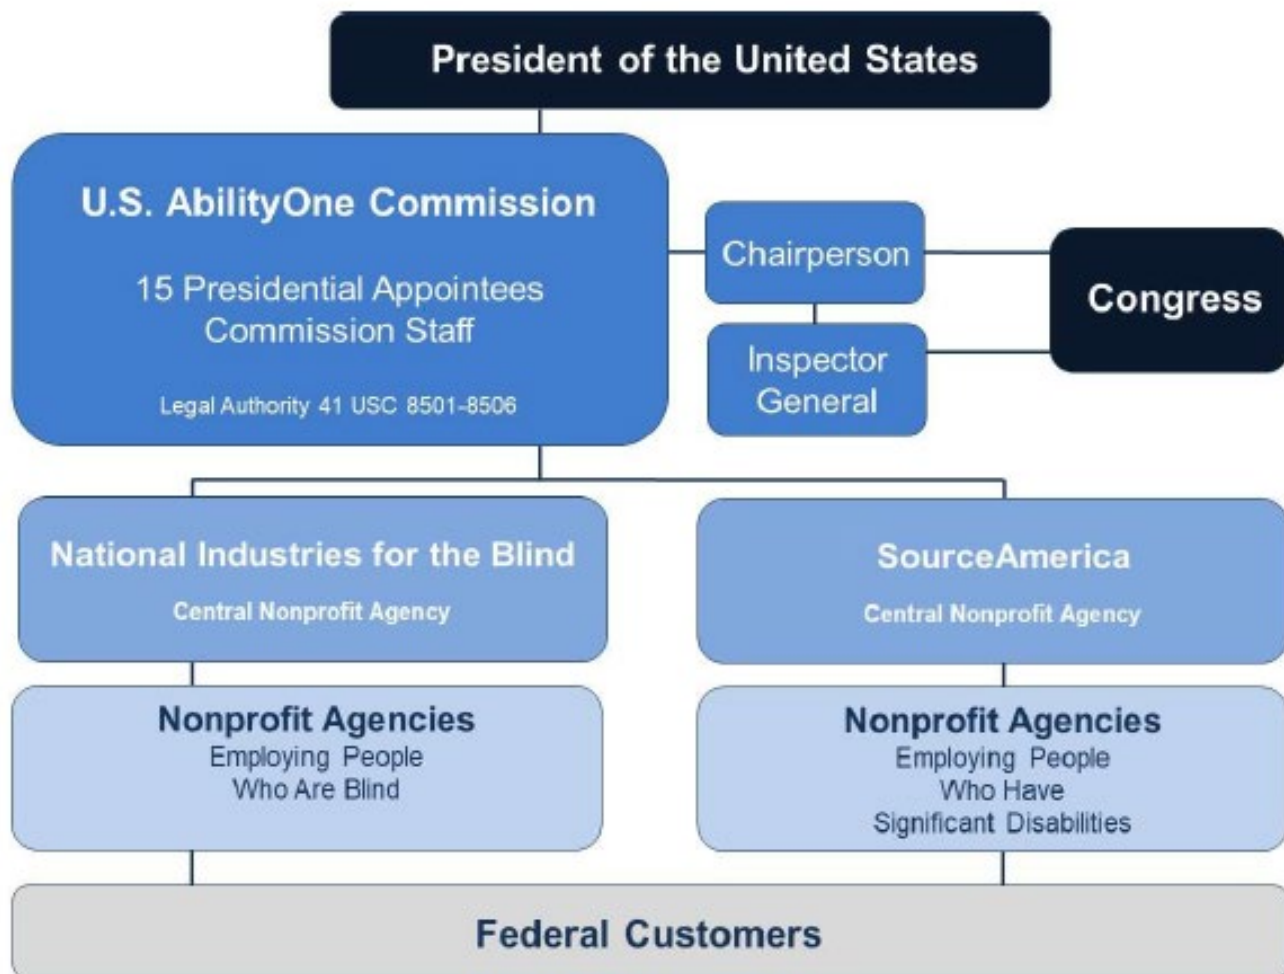 President of the United States
U.S. AbilityOne Commission
15 Presidential Appointees
Commission Staff
Legal Authority 41 USC 8501-8506
Chairperson
Inspector
General
Congress
National Industries for the Blind
Central Nonprofit Agency
SourceAmerica
Central Nonprofit Agency
Nonprofit Agencies
Employing People
Who Are Blind
Nonprofit Agencies
Employing People
Who Have
Significant Disabilities
Federal Customers